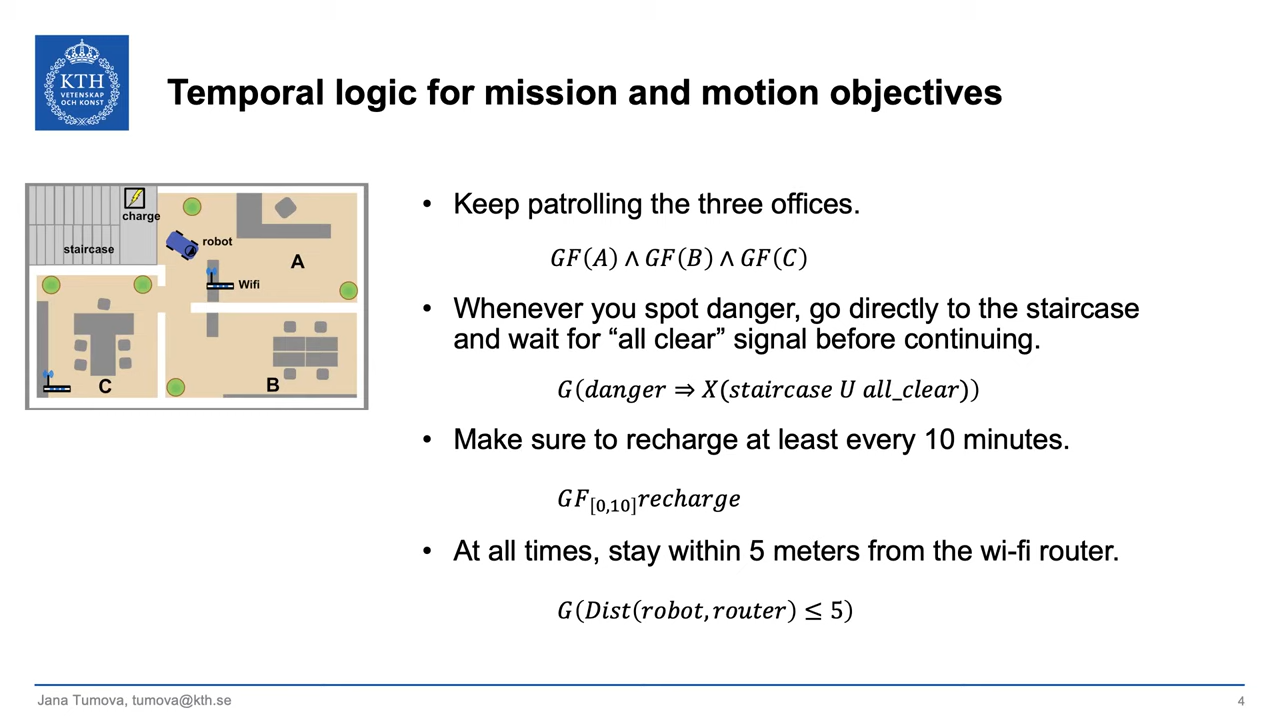 KTH
VETENSKAP
OCH KONST
Temporal logic for mission and motion objectives
charge
staircase
robot
A
Wifi
C
B
• Keep patrolling the three offices.
GF(A) ∧ GF(B) ∧ GF(C)
• Whenever you spot danger, go directly to the staircase
and wait for “all clear” signal before continuing.
G(danger ⇒ X(staircase U all_clear))
• Make sure to recharge at least every 10 minutes.
GF[0,10]recharge
• At all times, stay within 5 meters from the wi-fi router.
G(Dist(robot, router) ≤ 5)
Jana Tumova, tumova@kth.se
4